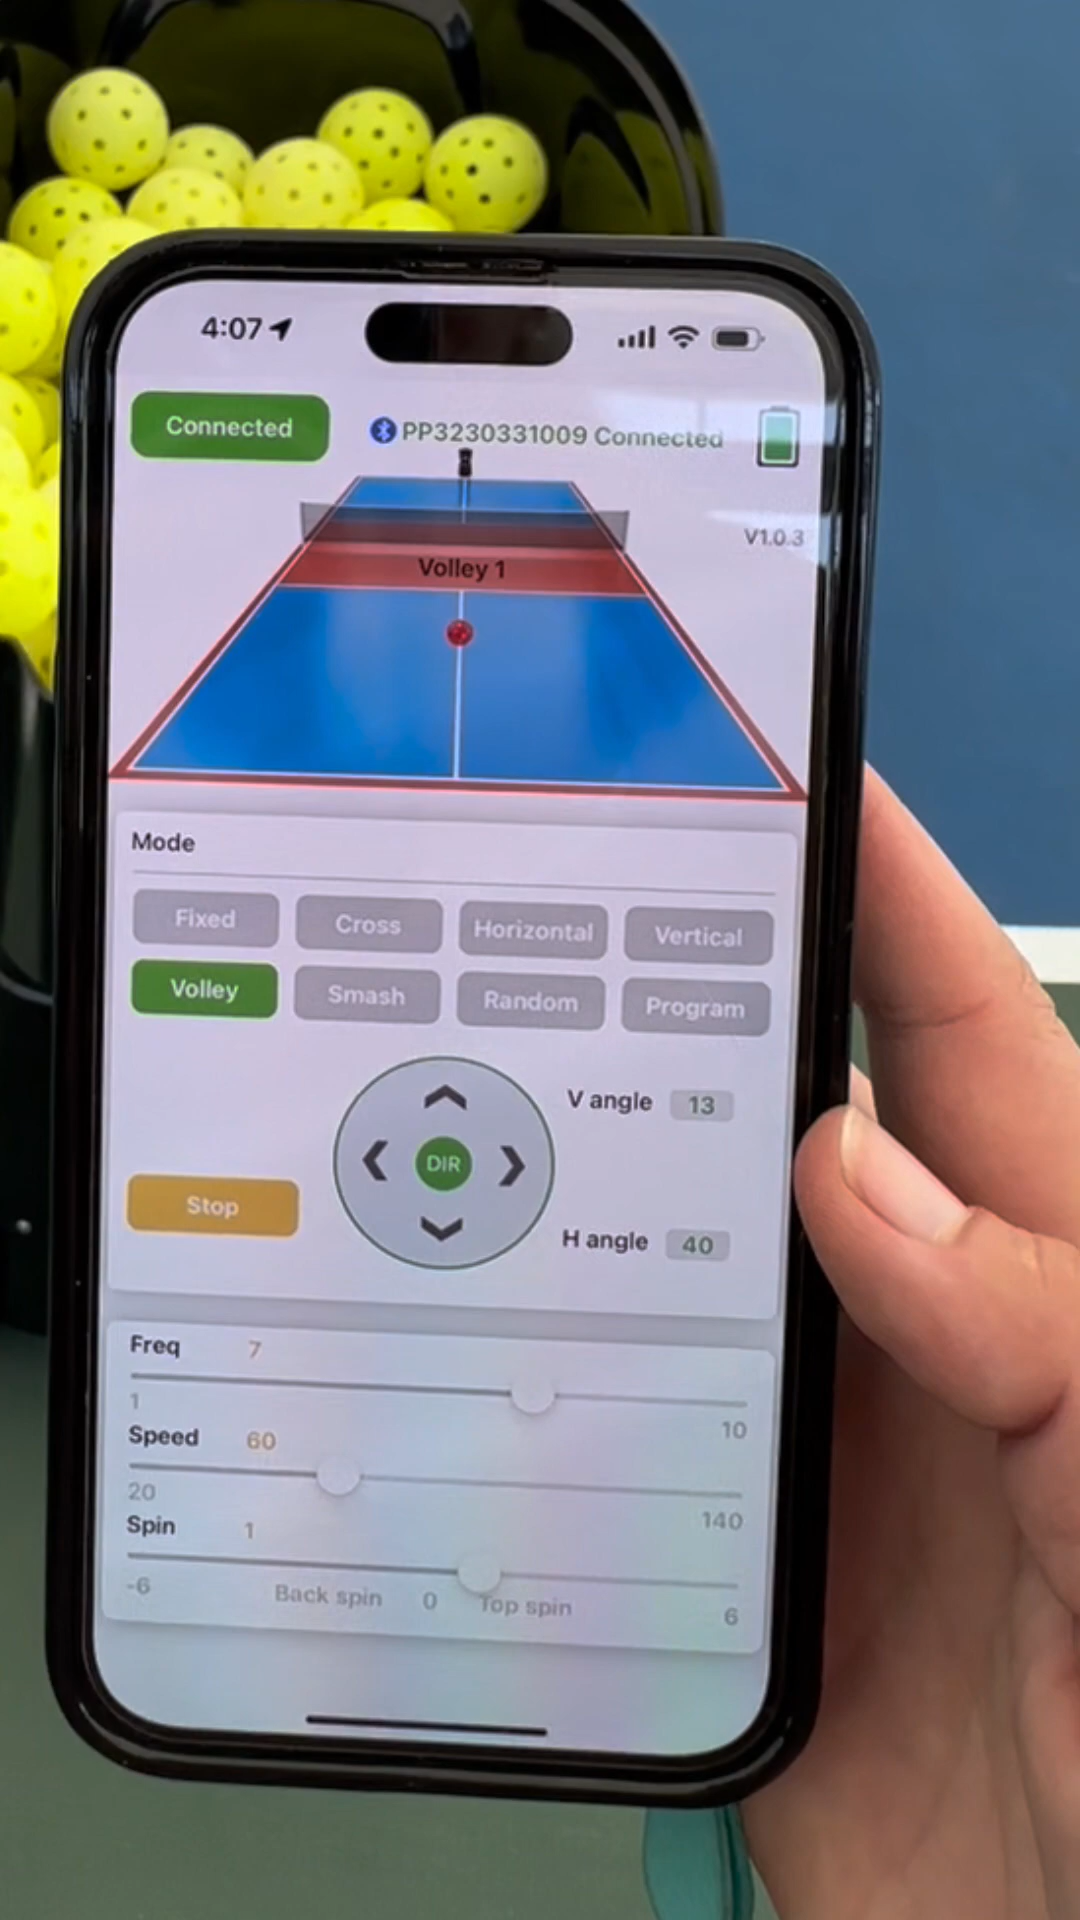 4:07
Connected
PP3230331009 Connected
V1.0.3
Volley 1
Mode
Fixed
Cross
Horizontal
Vertical
Volley
Smash
Random
Program
V angle 13
DIR
Stop
H angle 40
Freq 7
1
10
Speed 60
20
140
Spin 1
-6
Back spin
0
Top spin
6